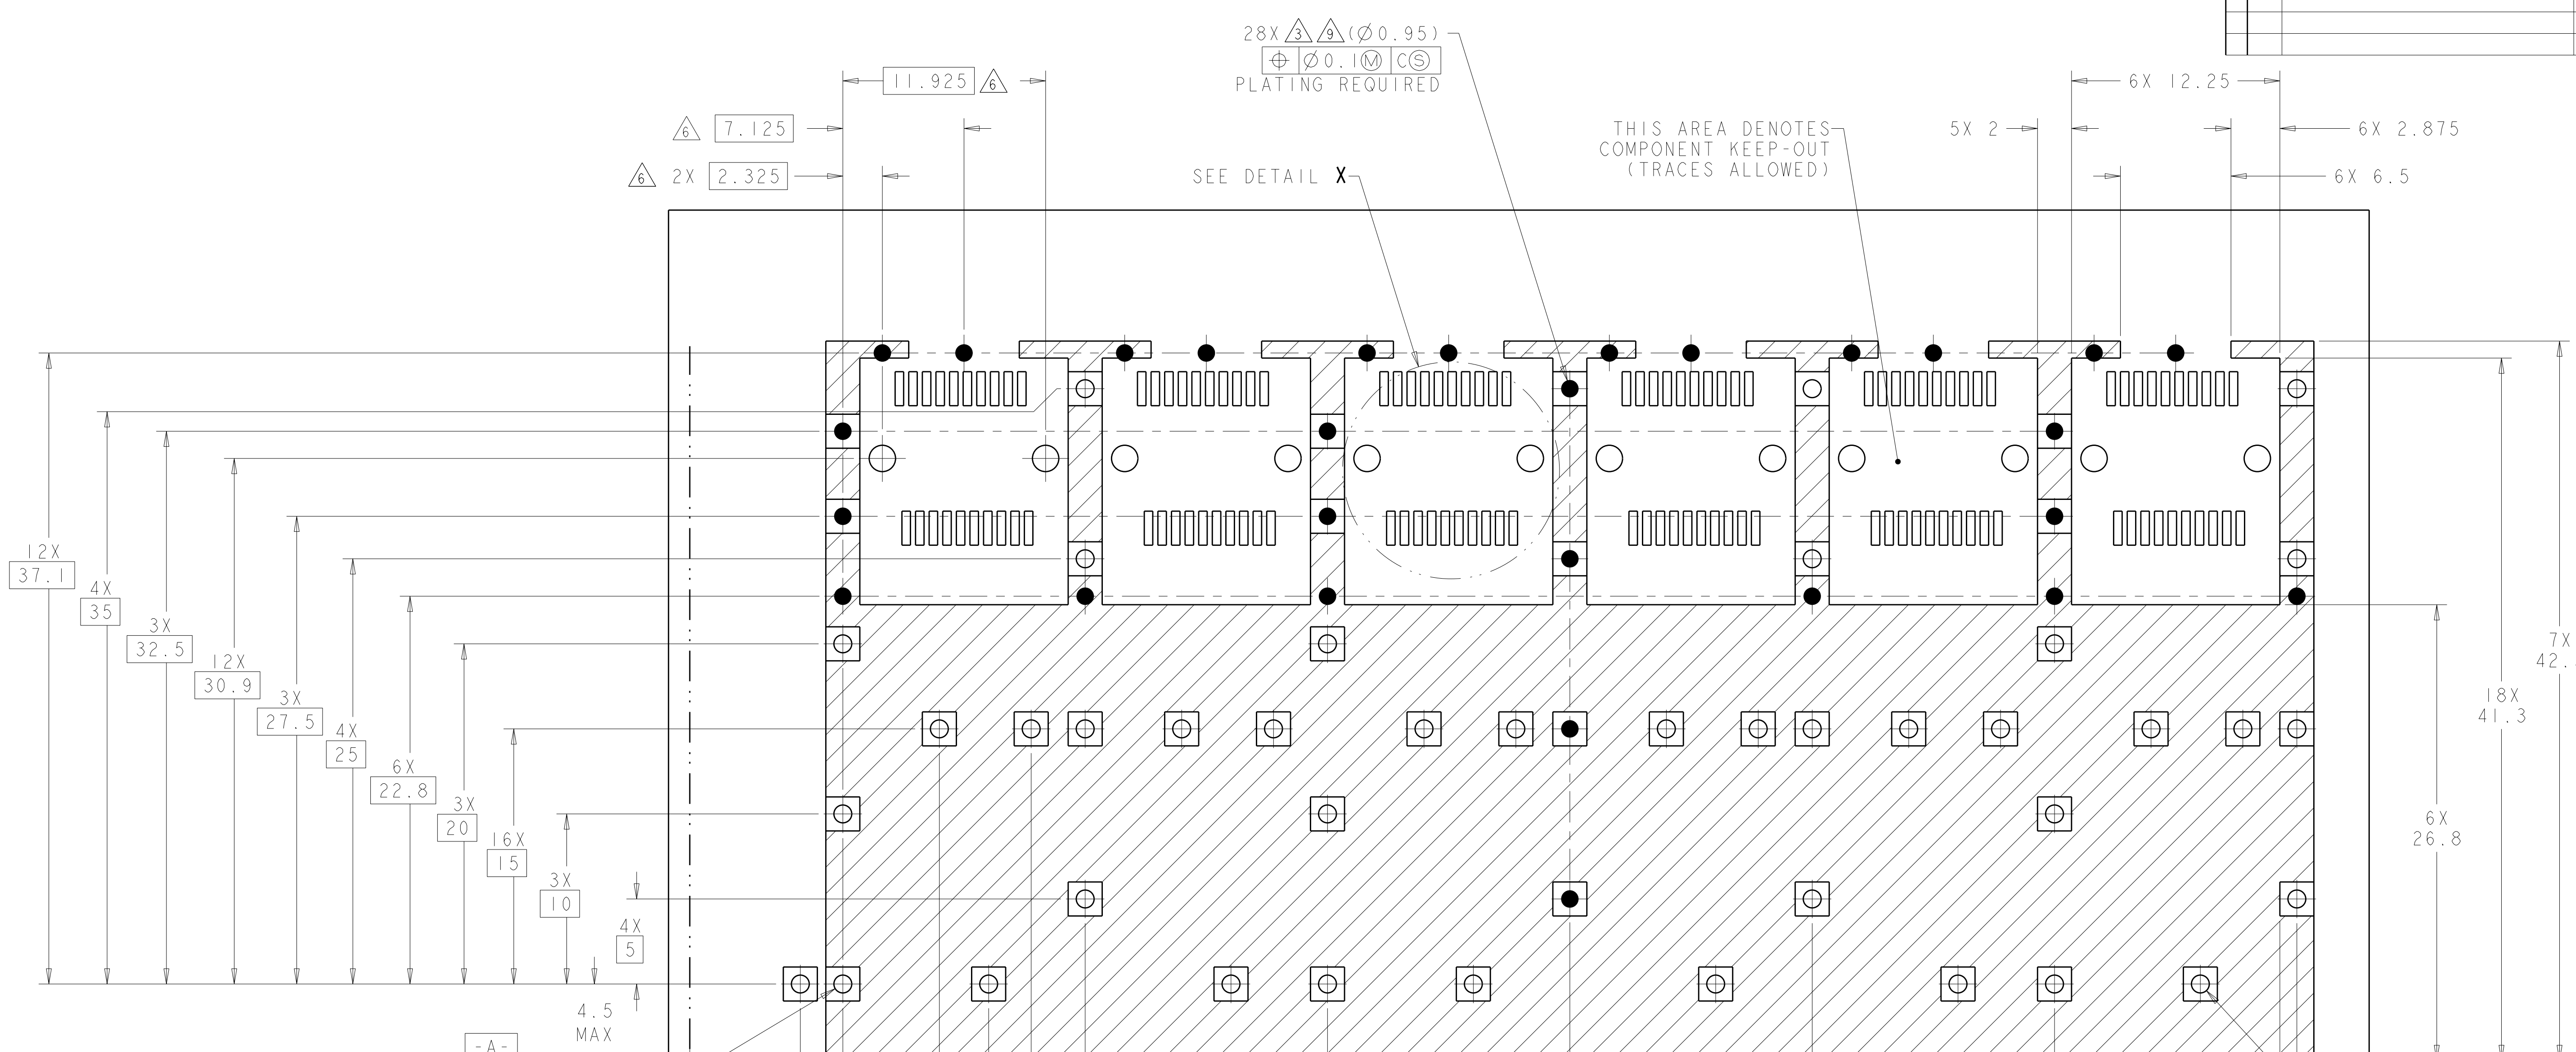 28X 3 9 (Ø0.95)
⌖ Ø0.1Ⓜ CⓈ
PLATING REQUIRED
11.925 6
6 7.125
6 2X 2.325
SEE DETAIL X
THIS AREA DENOTES
COMPONENT KEEP-OUT
(TRACES ALLOWED)
6X 12.25
5X 2
6X 2.875
6X 6.5
12X
37.1
4X
35
3X
32.5
12X
30.9
3X
27.5
4X
25
6X
22.8
3X
20
16X
15
3X
10
4X
5
4.5
MAX
-A-
6X
26.8
18X
41.3
7X
42.